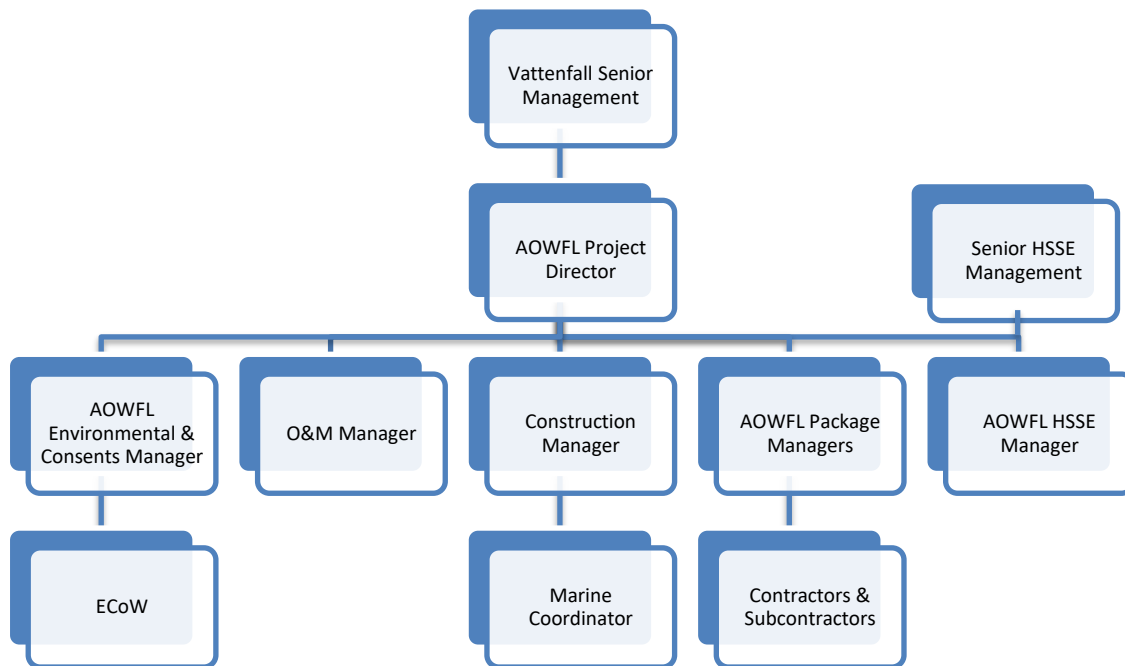 Vattenfall Senior
Management
AOWFL Project
Director
Senior HSSE
Management
AOWFL
Environmental &
Consents Manager
O&M Manager
Construction
Manager
AOWFL Package
Managers
AOWFL HSSE
Manager
ECoW
Marine
Coordinator
Contractors &
Subcontractors